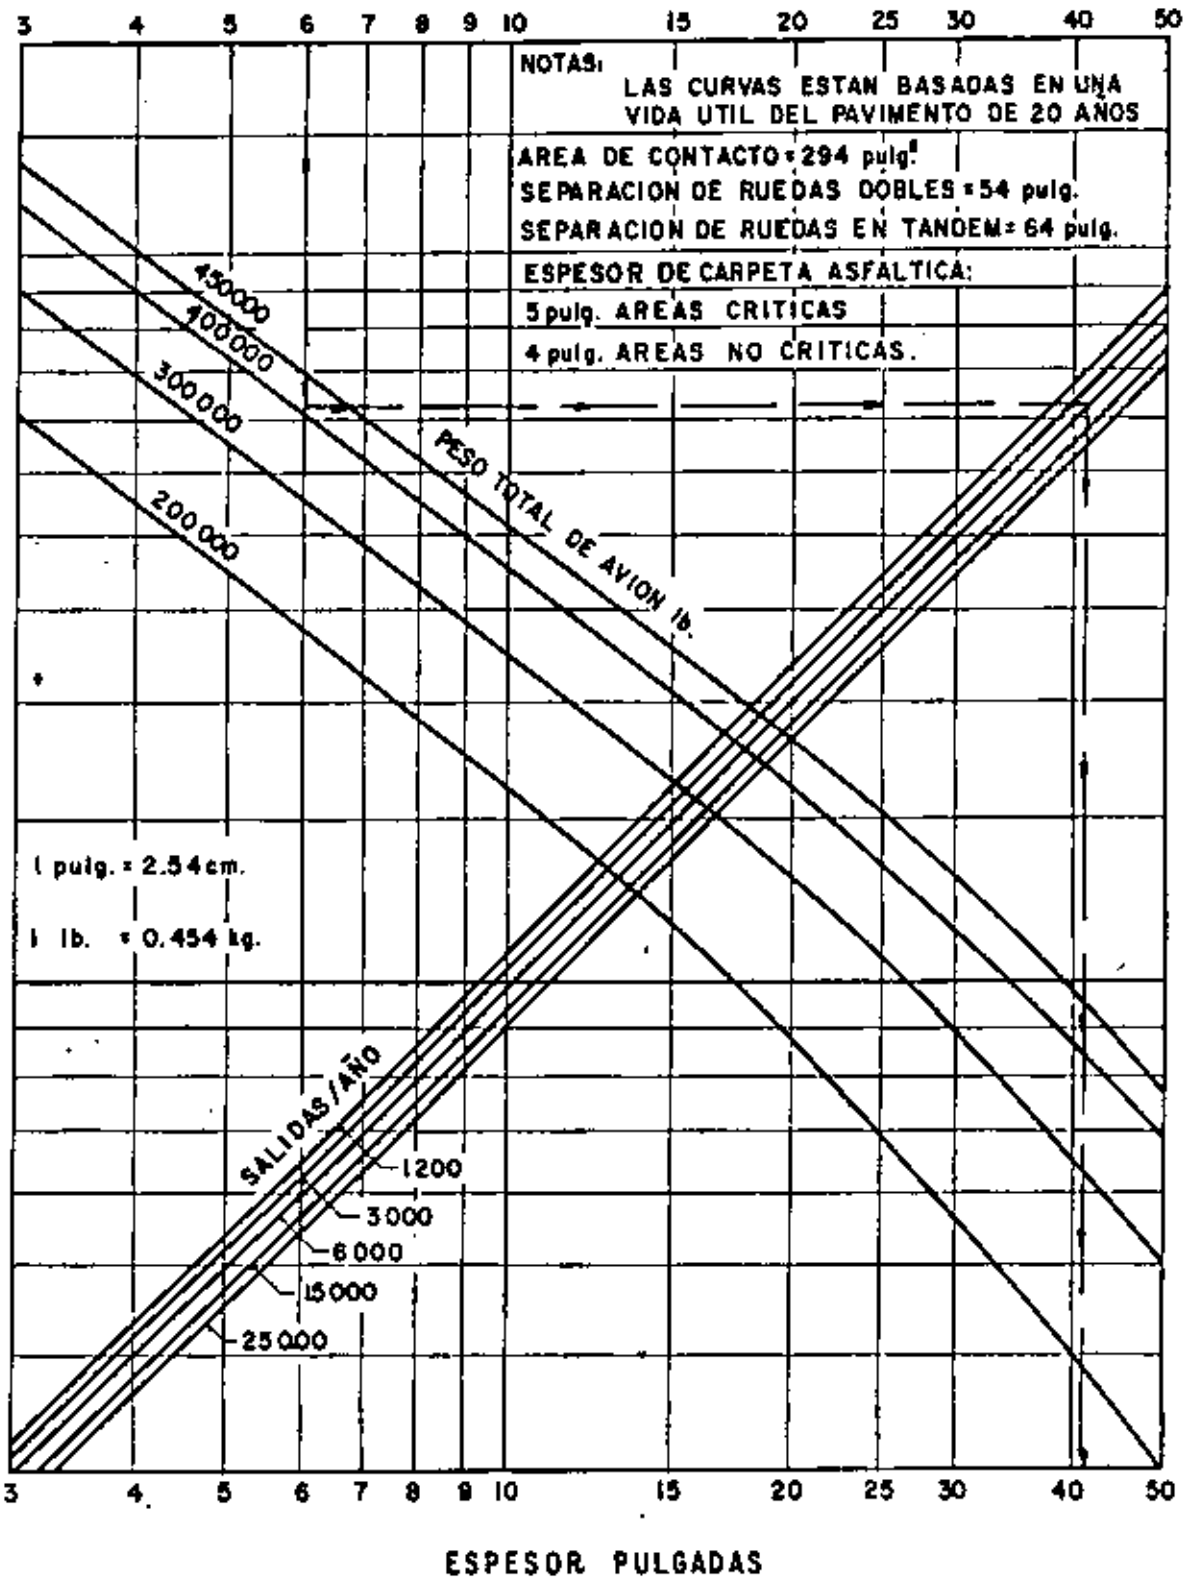 3 4 5 6 7 8 9 10 15 20 25 30 40 50
NOTAS:
LAS CURVAS ESTAN BASADAS EN UNA
VIDA UTIL DEL PAVIMENTO DE 20 AÑOS
AREA DE CONTACTO=294 pulg.²
SEPARACION DE RUEDAS DOBLES=54 pulg.
SEPARACION DE RUEDAS EN TANDEM=64 pulg.
ESPESOR DE CARPETA ASFALTICA:
5 pulg. AREAS CRITICAS
4 pulg. AREAS NO CRITICAS.
450000
400000
300000
200000
PESO TOTAL DE AVION lb.
1 pulg. = 2.54cm.
1 lb. = 0.454 kg.
SALIDAS/AÑO
1200
3000
6000
15000
25000
3 4 5 6 7 8 9 10 15 20 25 30 40 50
ESPESOR PULGADAS